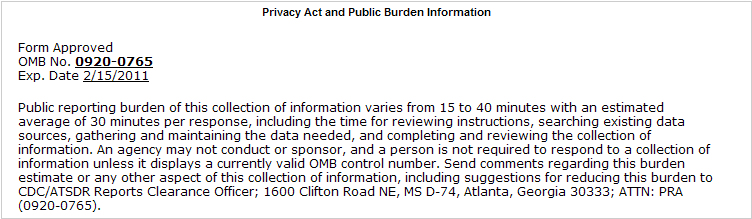 Privacy Act and Public Burden Information
Form Approved
OMB No. 0920-0765
Exp. Date 2/15/2011
Public reporting burden of this collection of information varies from 15 to 40 minutes with an estimated
average of 30 minutes per response, including the time for reviewing instructions, searching existing data
sources, gathering and maintaining the data needed, and completing and reviewing the collection of
information. An agency may not conduct or sponsor, and a person is not required to respond to a collection of
information unless it displays a currently valid OMB control number. Send comments regarding this burden
estimate or any other aspect of this collection of information, including suggestions for reducing this burden to
CDC/ATSDR Reports Clearance Officer; 1600 Clifton Road NE, MS D-74, Atlanta, Georgia 30333; ATTN: PRA
(0920-0765).